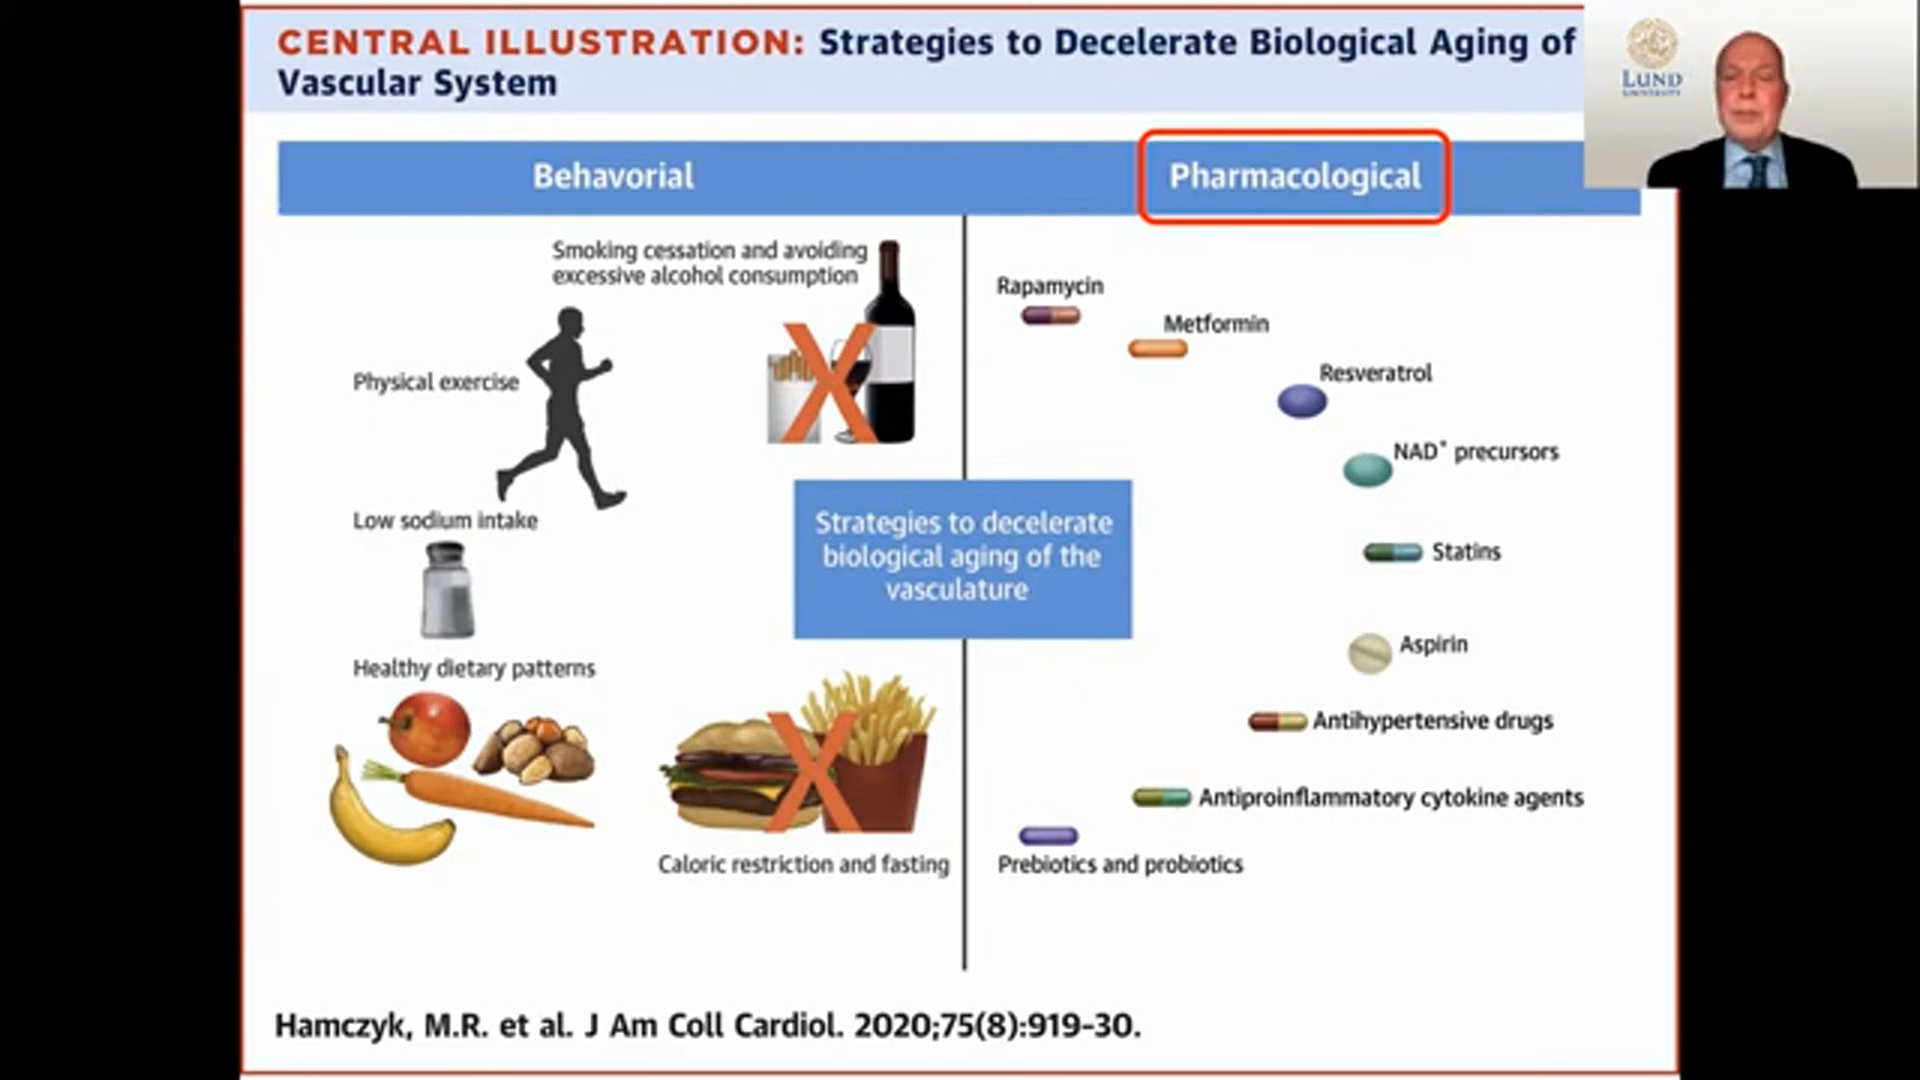 CENTRAL ILLUSTRATION: Strategies to Decelerate Biological Aging of
Vascular System
LUND
UNIVERSITY
Behavorial
Pharmacological
Smoking cessation and avoiding
excessive alcohol consumption
Physical exercise
Low sodium intake
Healthy dietary patterns
Caloric restriction and fasting
Strategies to decelerate
biological aging of the
vasculature
Rapamycin
Metformin
Resveratrol
NAD⁺ precursors
Statins
Aspirin
Antihypertensive drugs
Antiproinflammatory cytokine agents
Prebiotics and probiotics
Hamczyk, M.R. et al. J Am Coll Cardiol. 2020;75(8):919-30.